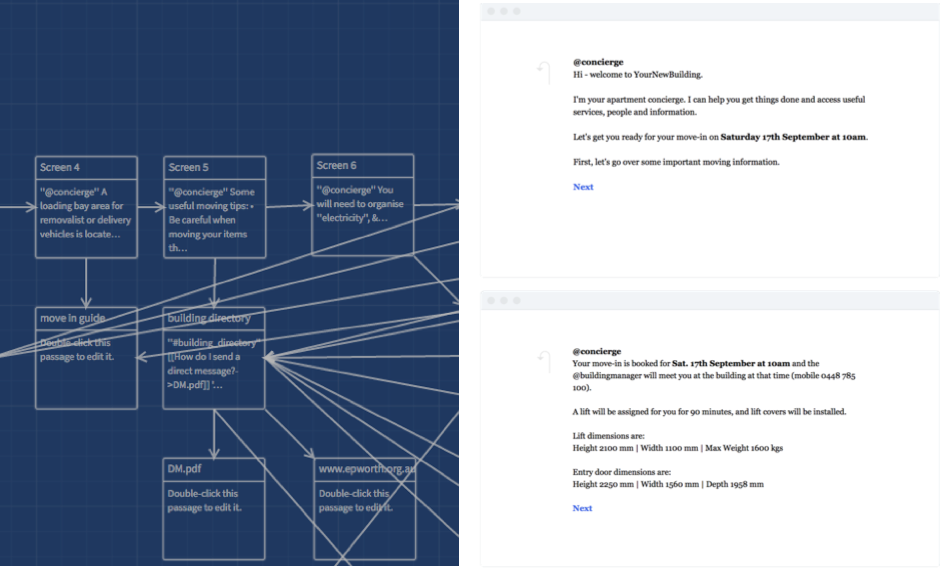 Screen 4
"@concierge" A
loading bay area for
removalist or delivery
vehicles is locate...
Screen 5
"@concierge" Some
useful moving tips: •
Be careful when
moving your items
th...
Screen 6
"@concierge" You
will need to organise
"electricity", &...
move in guide
Double-click this
passage to edit it.
building directory
"#building_directory"
[[How do I send a
direct message?-
>DM.pdf]] '...
DM.pdf
Double-click this
passage to edit it.
www.epworth.org.au
Double-click this
passage to edit it.
@concierge
Hi - welcome to YourNewBuilding.
I'm your apartment concierge. I can help you get things done and access useful
services, people and information.
Let's get you ready for your move-in on Saturday 17th September at 10am.
First, let's go over some important moving information.
Next
@concierge
Your move-in is booked for Sat. 17th September at 10am and the
@buildingmanager will meet you at the building at that time (mobile 0448 785
100).
A lift will be assigned for you for 90 minutes, and lift covers will be installed.
Lift dimensions are:
Height 2100 mm | Width 1100 mm | Max Weight 1600 kgs
Entry door dimensions are:
Height 2250 mm | Width 1560 mm | Depth 1958 mm
Next